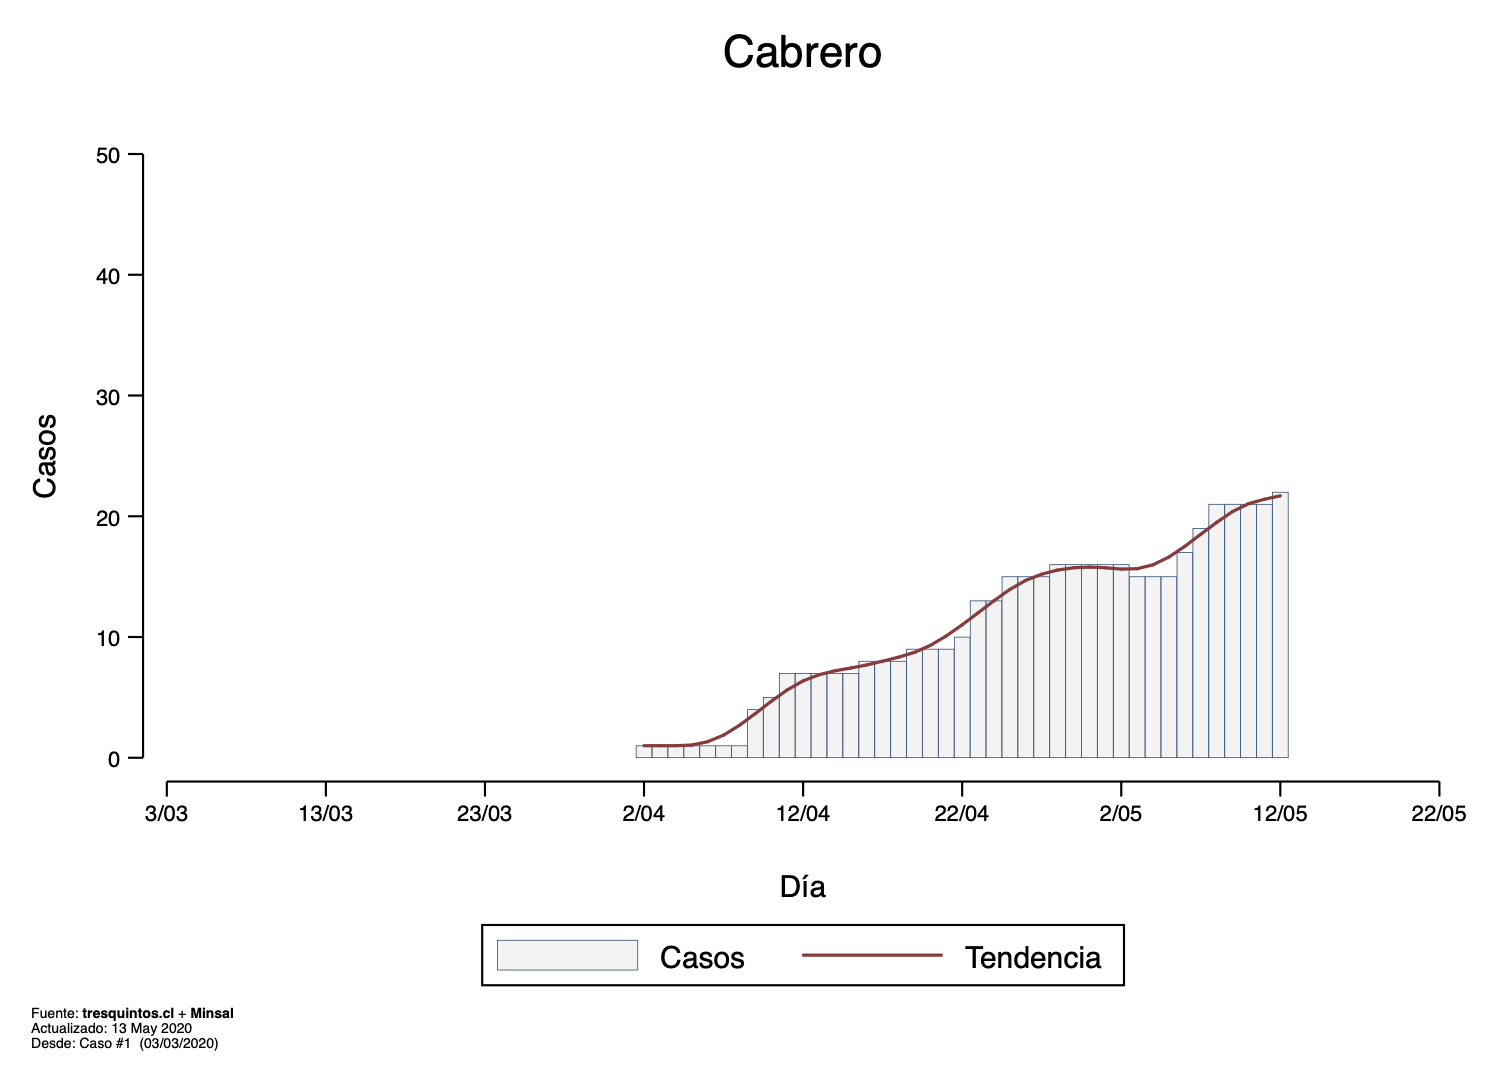 Cabrero
50
40
30
20
10
0
Casos
3/03 13/03 23/03 2/04 12/04 22/04 2/05 12/05 22/05
Día
Casos Tendencia
Fuente: tresquintos.cl + Minsal
Actualizado: 13 May 2020
Desde: Caso #1 (03/03/2020)